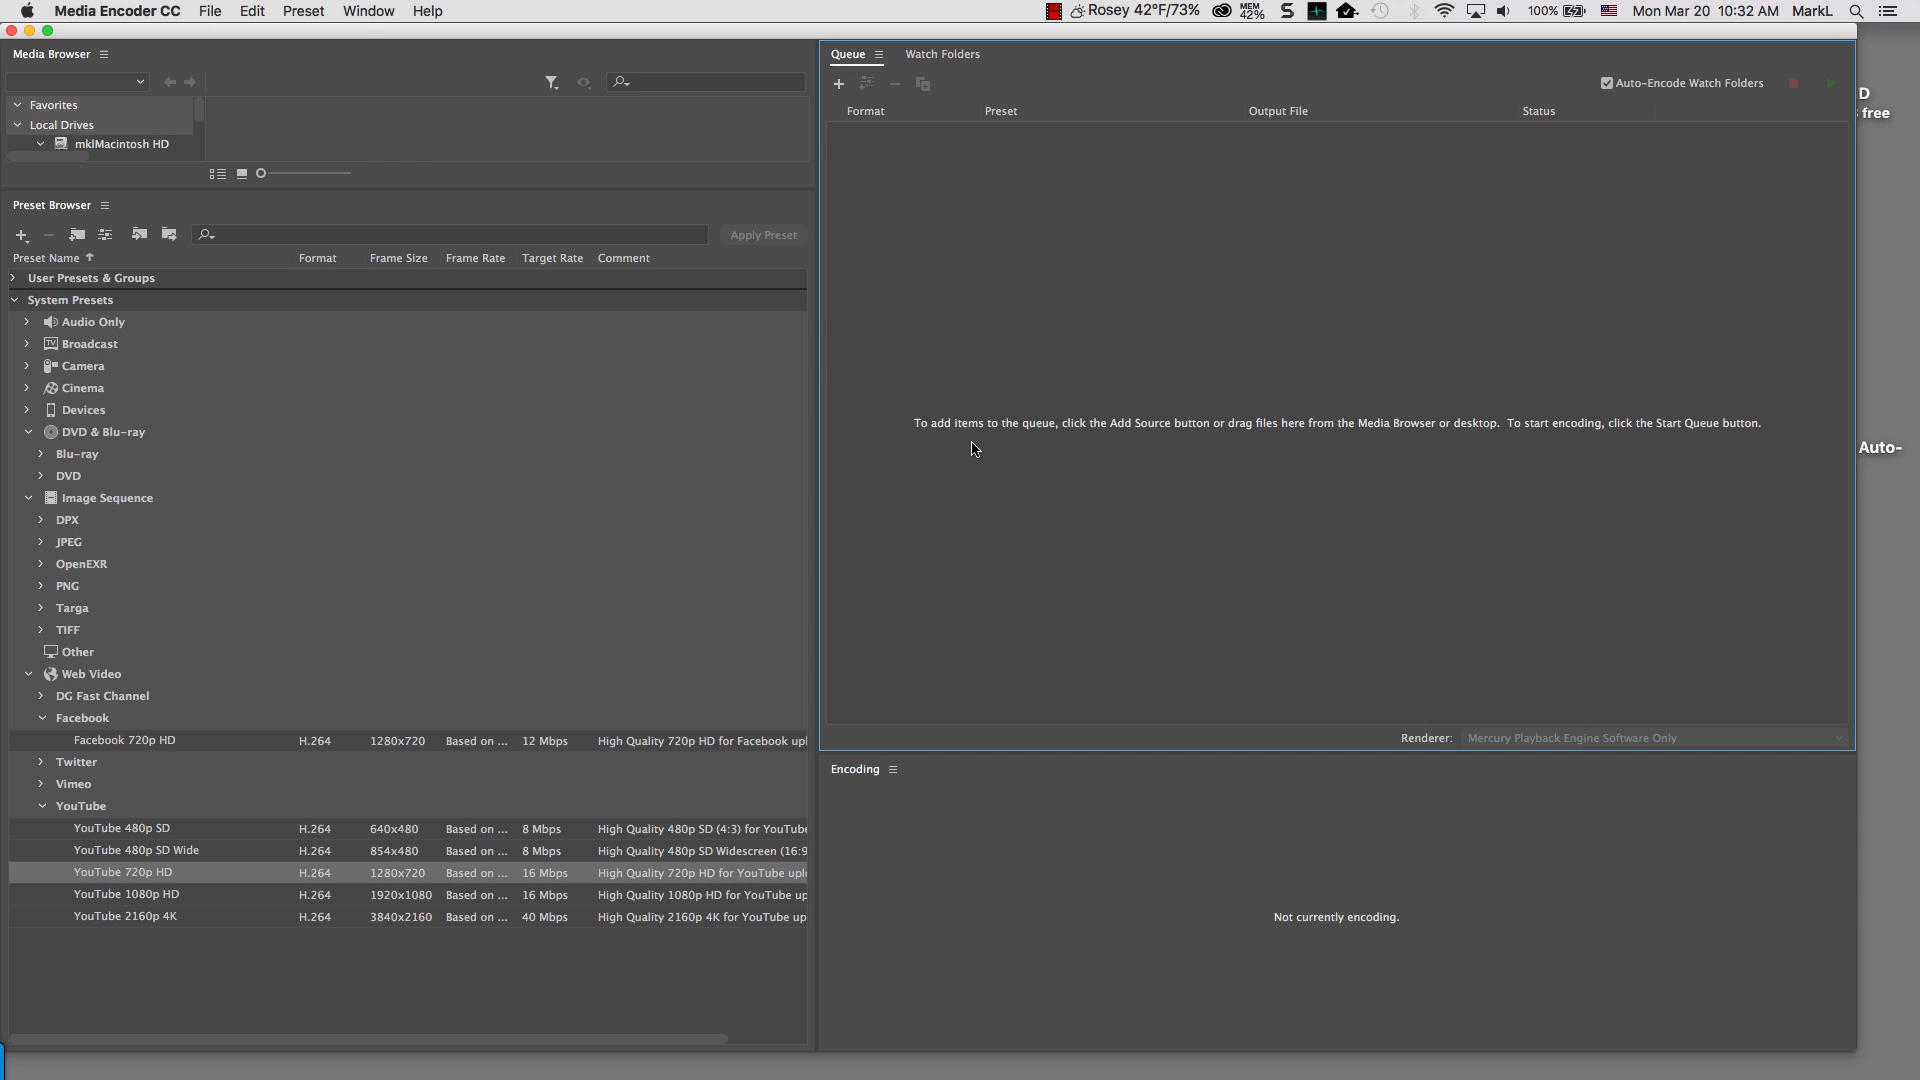 Media Encoder CC File Edit Preset Window Help Rosey 42°F/73% MEM 42% 100% Mon Mar 20 10:32 AM MarkL
Media Browser
Favorites
Local Drives
mklMacintosh HD
Preset Browser
Apply Preset
Preset Name Format Frame Size Frame Rate Target Rate Comment
User Presets & Groups
System Presets
Audio Only
Broadcast
Camera
Cinema
Devices
DVD & Blu-ray
Blu-ray
DVD
Image Sequence
DPX
JPEG
OpenEXR
PNG
Targa
TIFF
Other
Web Video
DG Fast Channel
Facebook
Facebook 720p HD H.264 1280x720 Based on ... 12 Mbps High Quality 720p HD for Facebook upl
Twitter
Vimeo
YouTube
YouTube 480p SD H.264 640x480 Based on ... 8 Mbps High Quality 480p SD (4:3) for YouTube
YouTube 480p SD Wide H.264 854x480 Based on ... 8 Mbps High Quality 480p SD Widescreen (16:9
YouTube 720p HD H.264 1280x720 Based on ... 16 Mbps High Quality 720p HD for YouTube upl
YouTube 1080p HD H.264 1920x1080 Based on ... 16 Mbps High Quality 1080p HD for YouTube up
YouTube 2160p 4K H.264 3840x2160 Based on ... 40 Mbps High Quality 2160p 4K for YouTube up
Queue Watch Folders
Auto-Encode Watch Folders
Format Preset Output File Status
To add items to the queue, click the Add Source button or drag files here from the Media Browser or desktop. To start encoding, click the Start Queue button.
Renderer: Mercury Playback Engine Software Only
Encoding
Not currently encoding.
D
free
Auto-